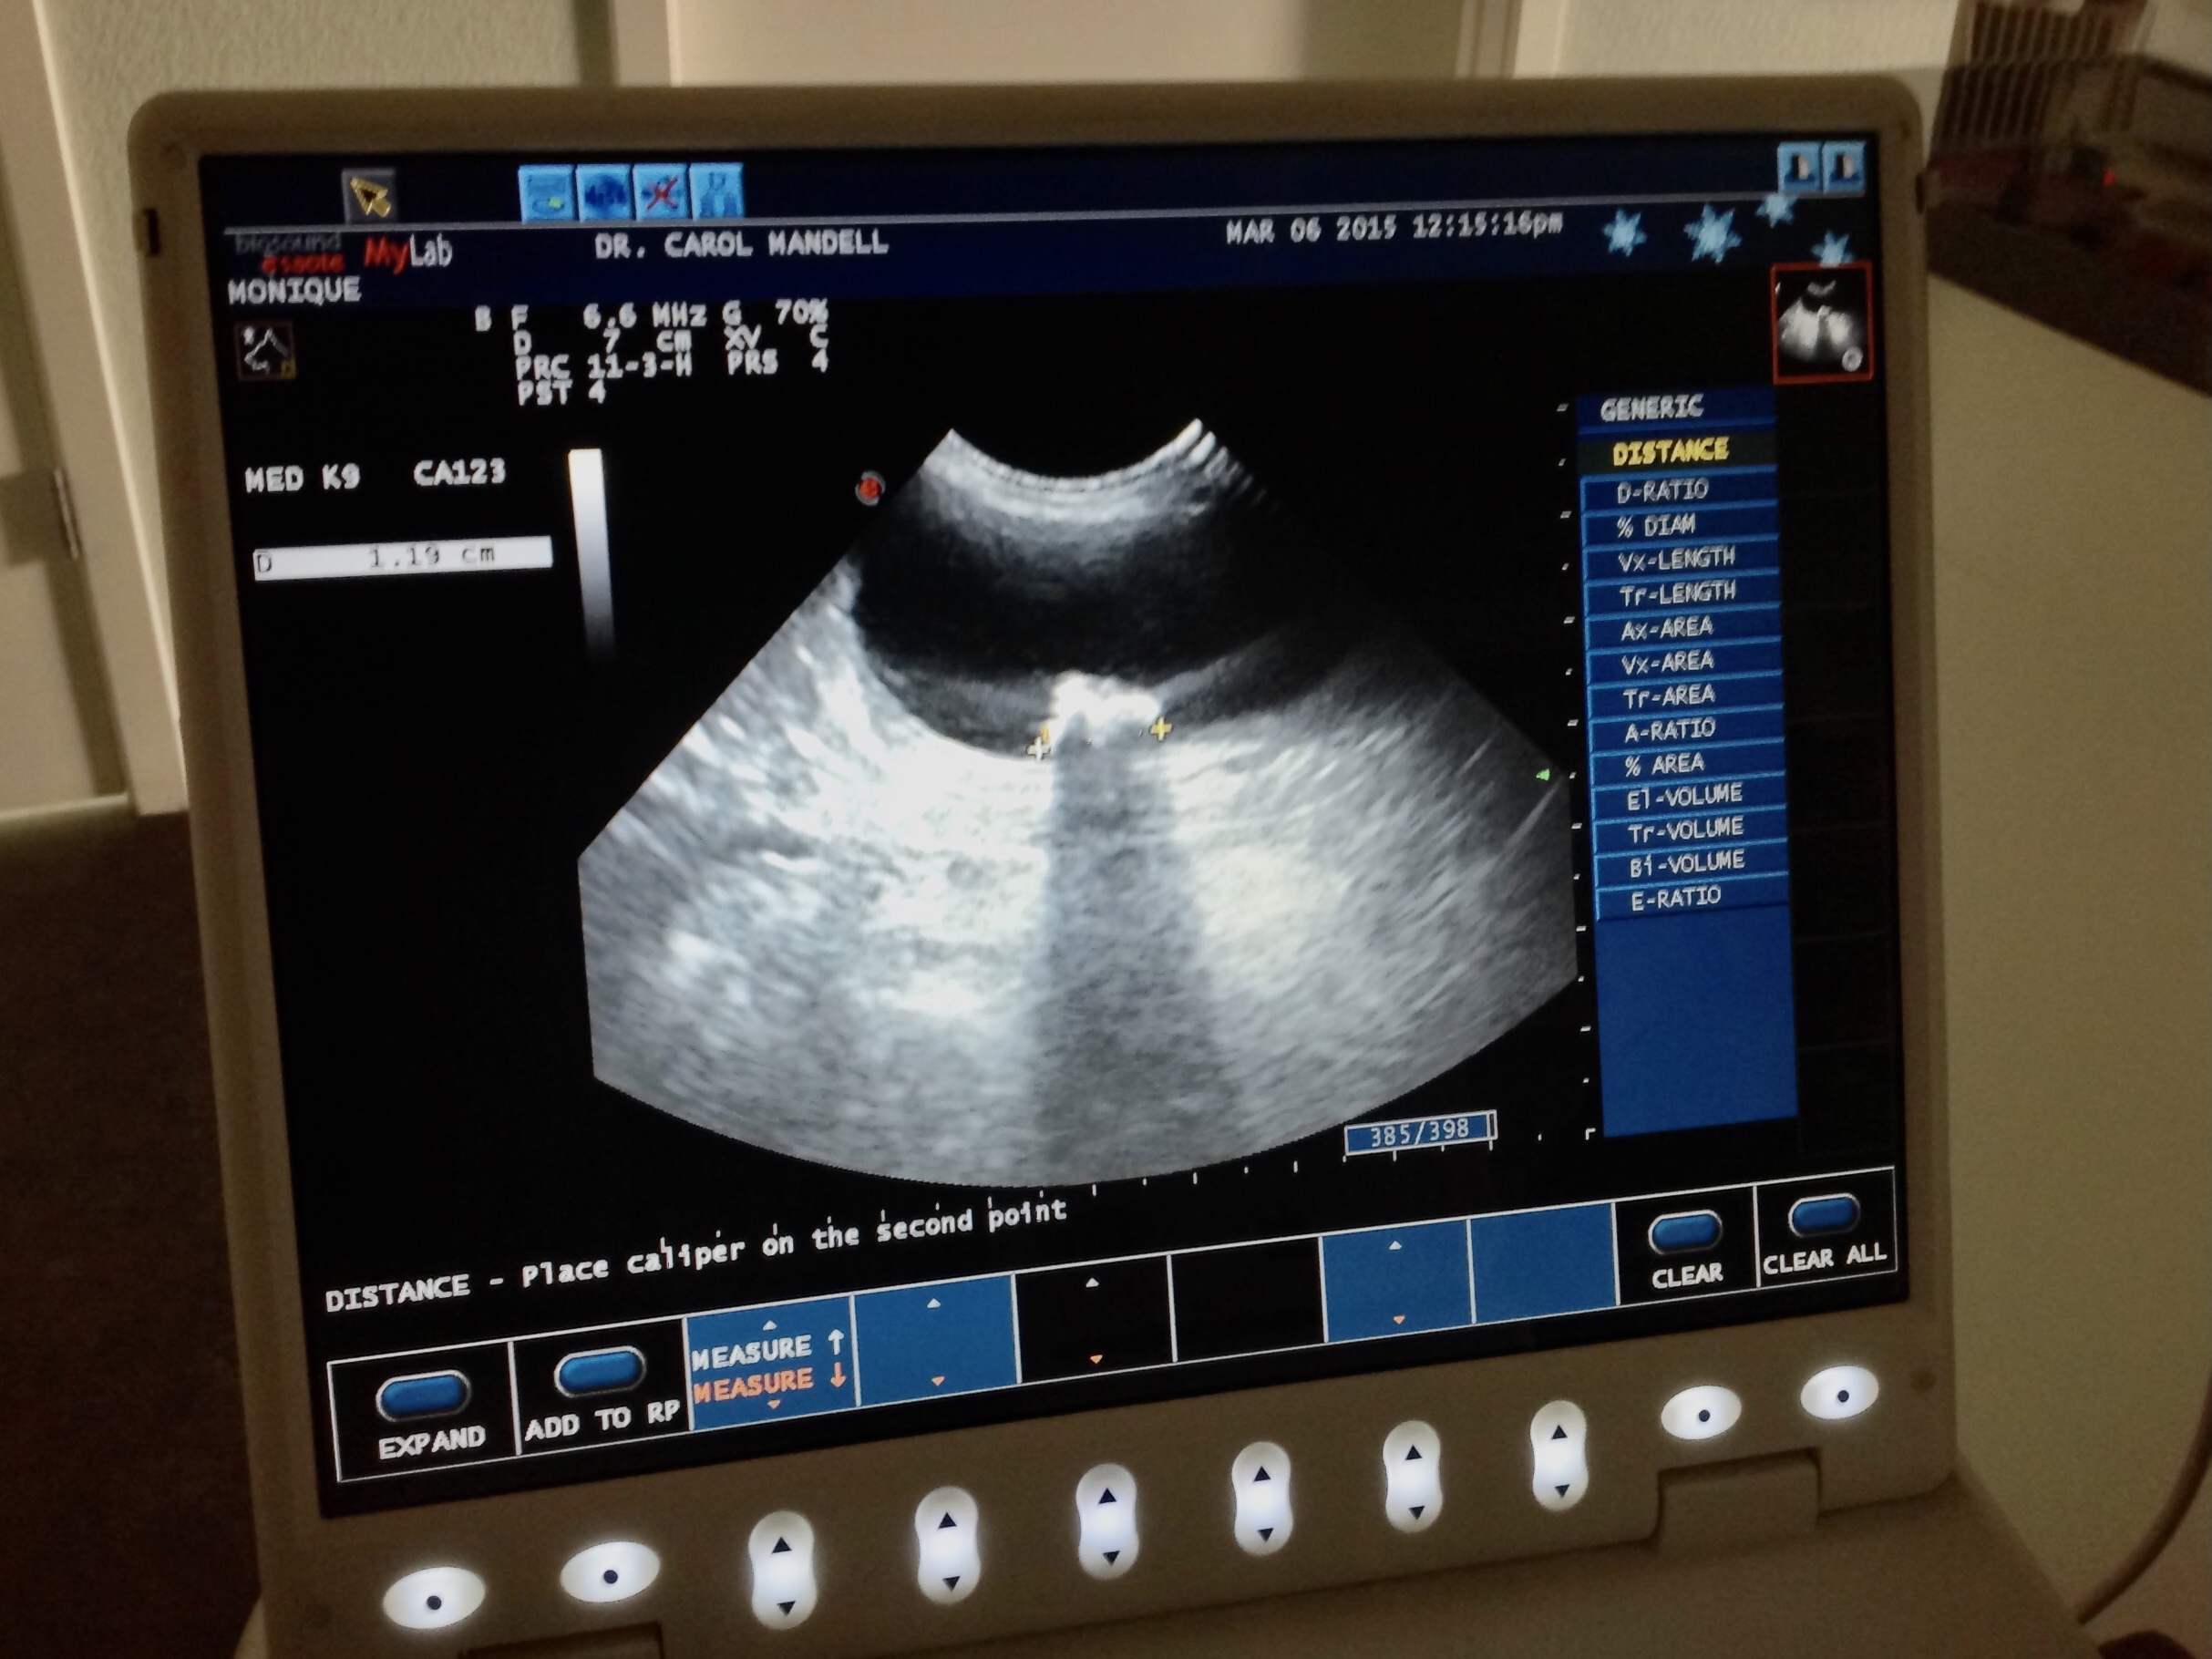 biosound
esaote MyLab
DR. CAROL MANDELL
MAR 06 2015 12:15:16pm
MONIQUE
B F 6.6 MHz G 70%
D 7 cm XV C
PRC 11-3-H PRS 4
PST 4
MED K9 CA123
D 1.19 cm
GENERIC
DISTANCE
D-RATIO
% DIAM
Vx-LENGTH
Tr-LENGTH
Ax-AREA
Vx-AREA
Tr-AREA
A-RATIO
% AREA
El-VOLUME
Tr-VOLUME
Bi-VOLUME
E-RATIO
385/398
DISTANCE - Place caliper on the second point
EXPAND
ADD TO RP
MEASURE ↑
MEASURE ↓
CLEAR
CLEAR ALL